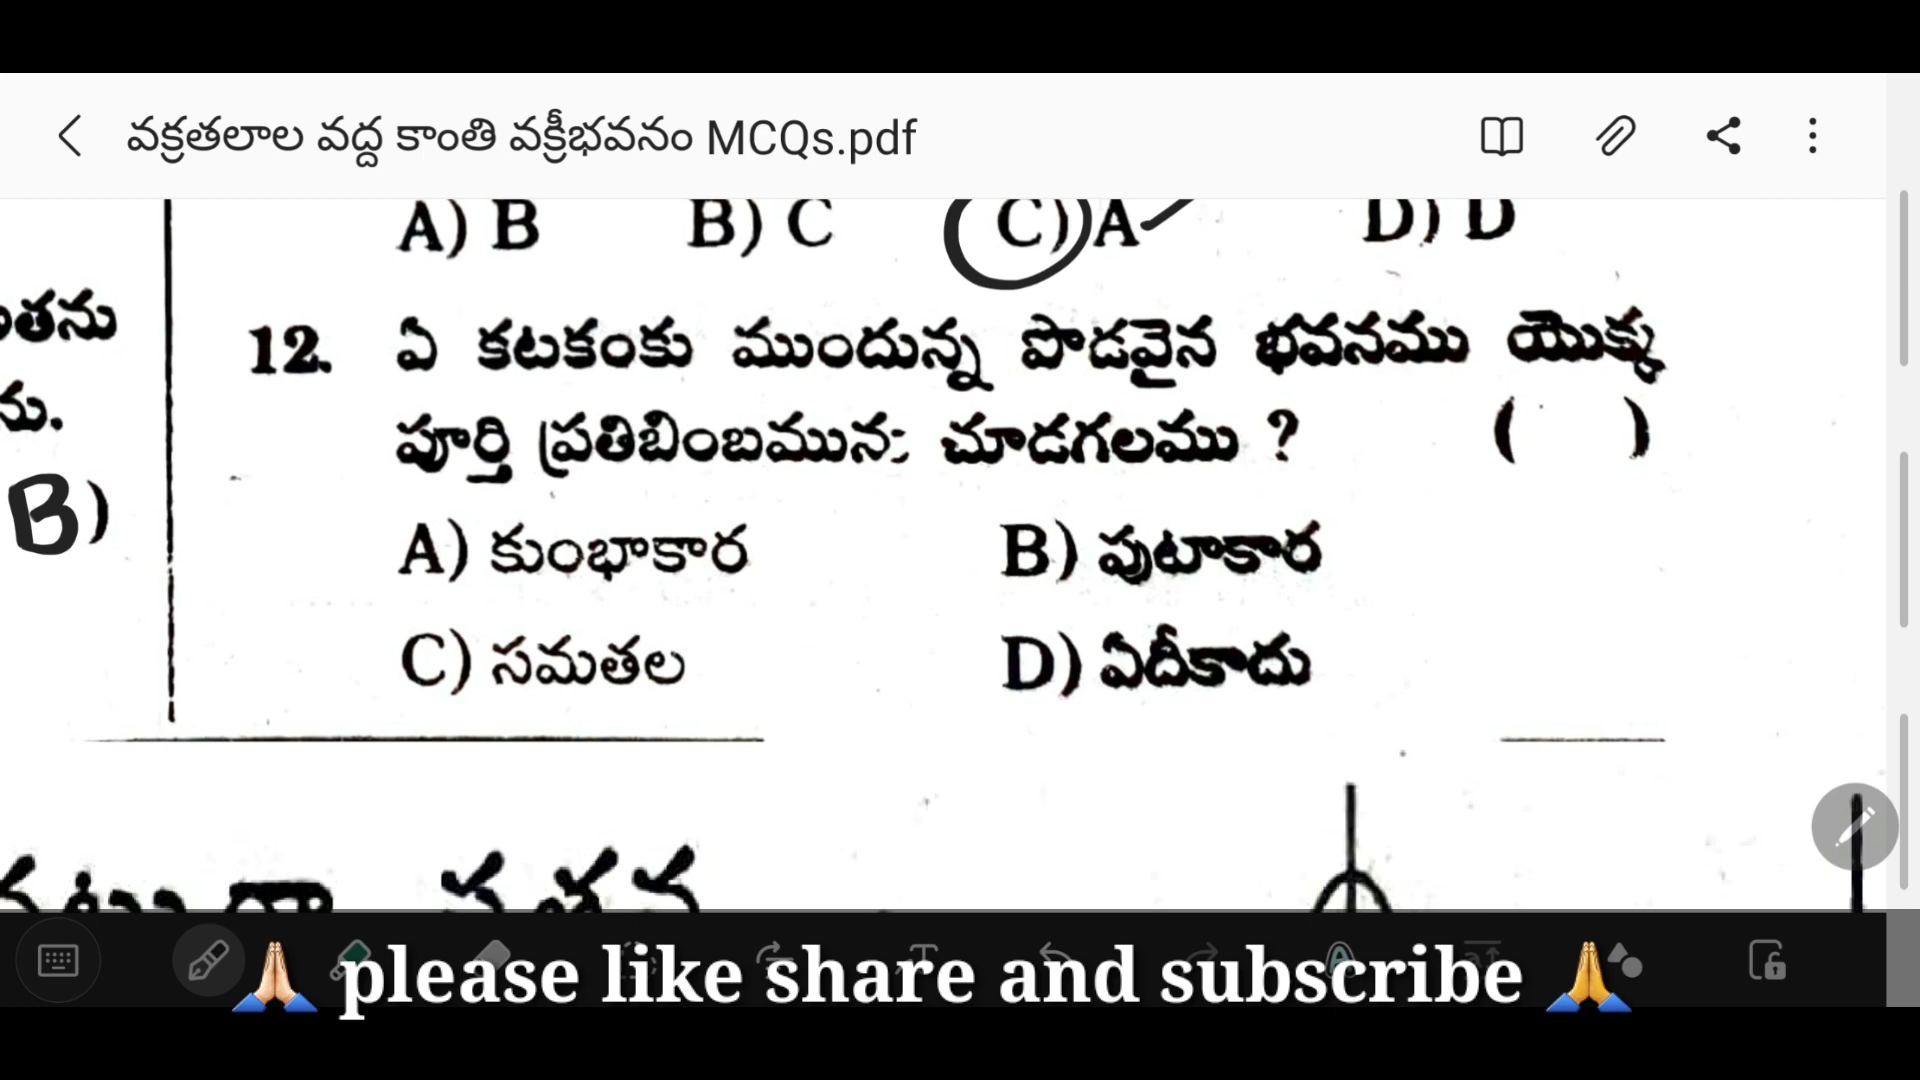 వక్రతలాల వద్ద కాంతి వక్రీభవనం MCQs.pdf
A) B B) C C) A D) D
12. ఏ కటకంకు ముందున్న పొడవైన భవనము యొక్క
పూర్తి ప్రతిబింబమును చూడగలము ? ( )
ను.
B)
A) కుంభాకార B) పుటాకార
C) సమతల D) ఏదీకాదు
🙏 please like share and subscribe 🙏